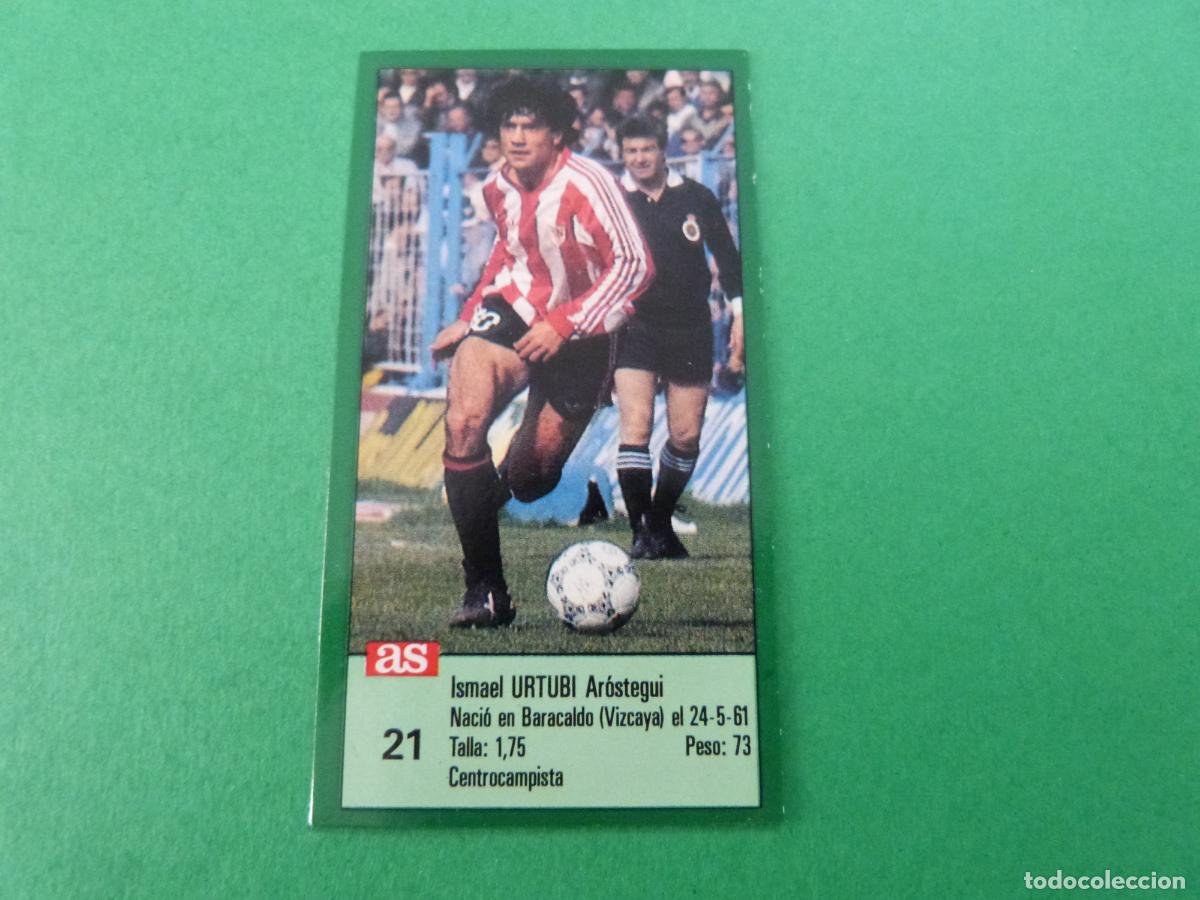 as
Ismael URTUBI Aróstegui
Nació en Baracaldo (Vizcaya) el 24-5-61
21 Talla: 1,75 Peso: 73
Centrocampista
todocoleccion